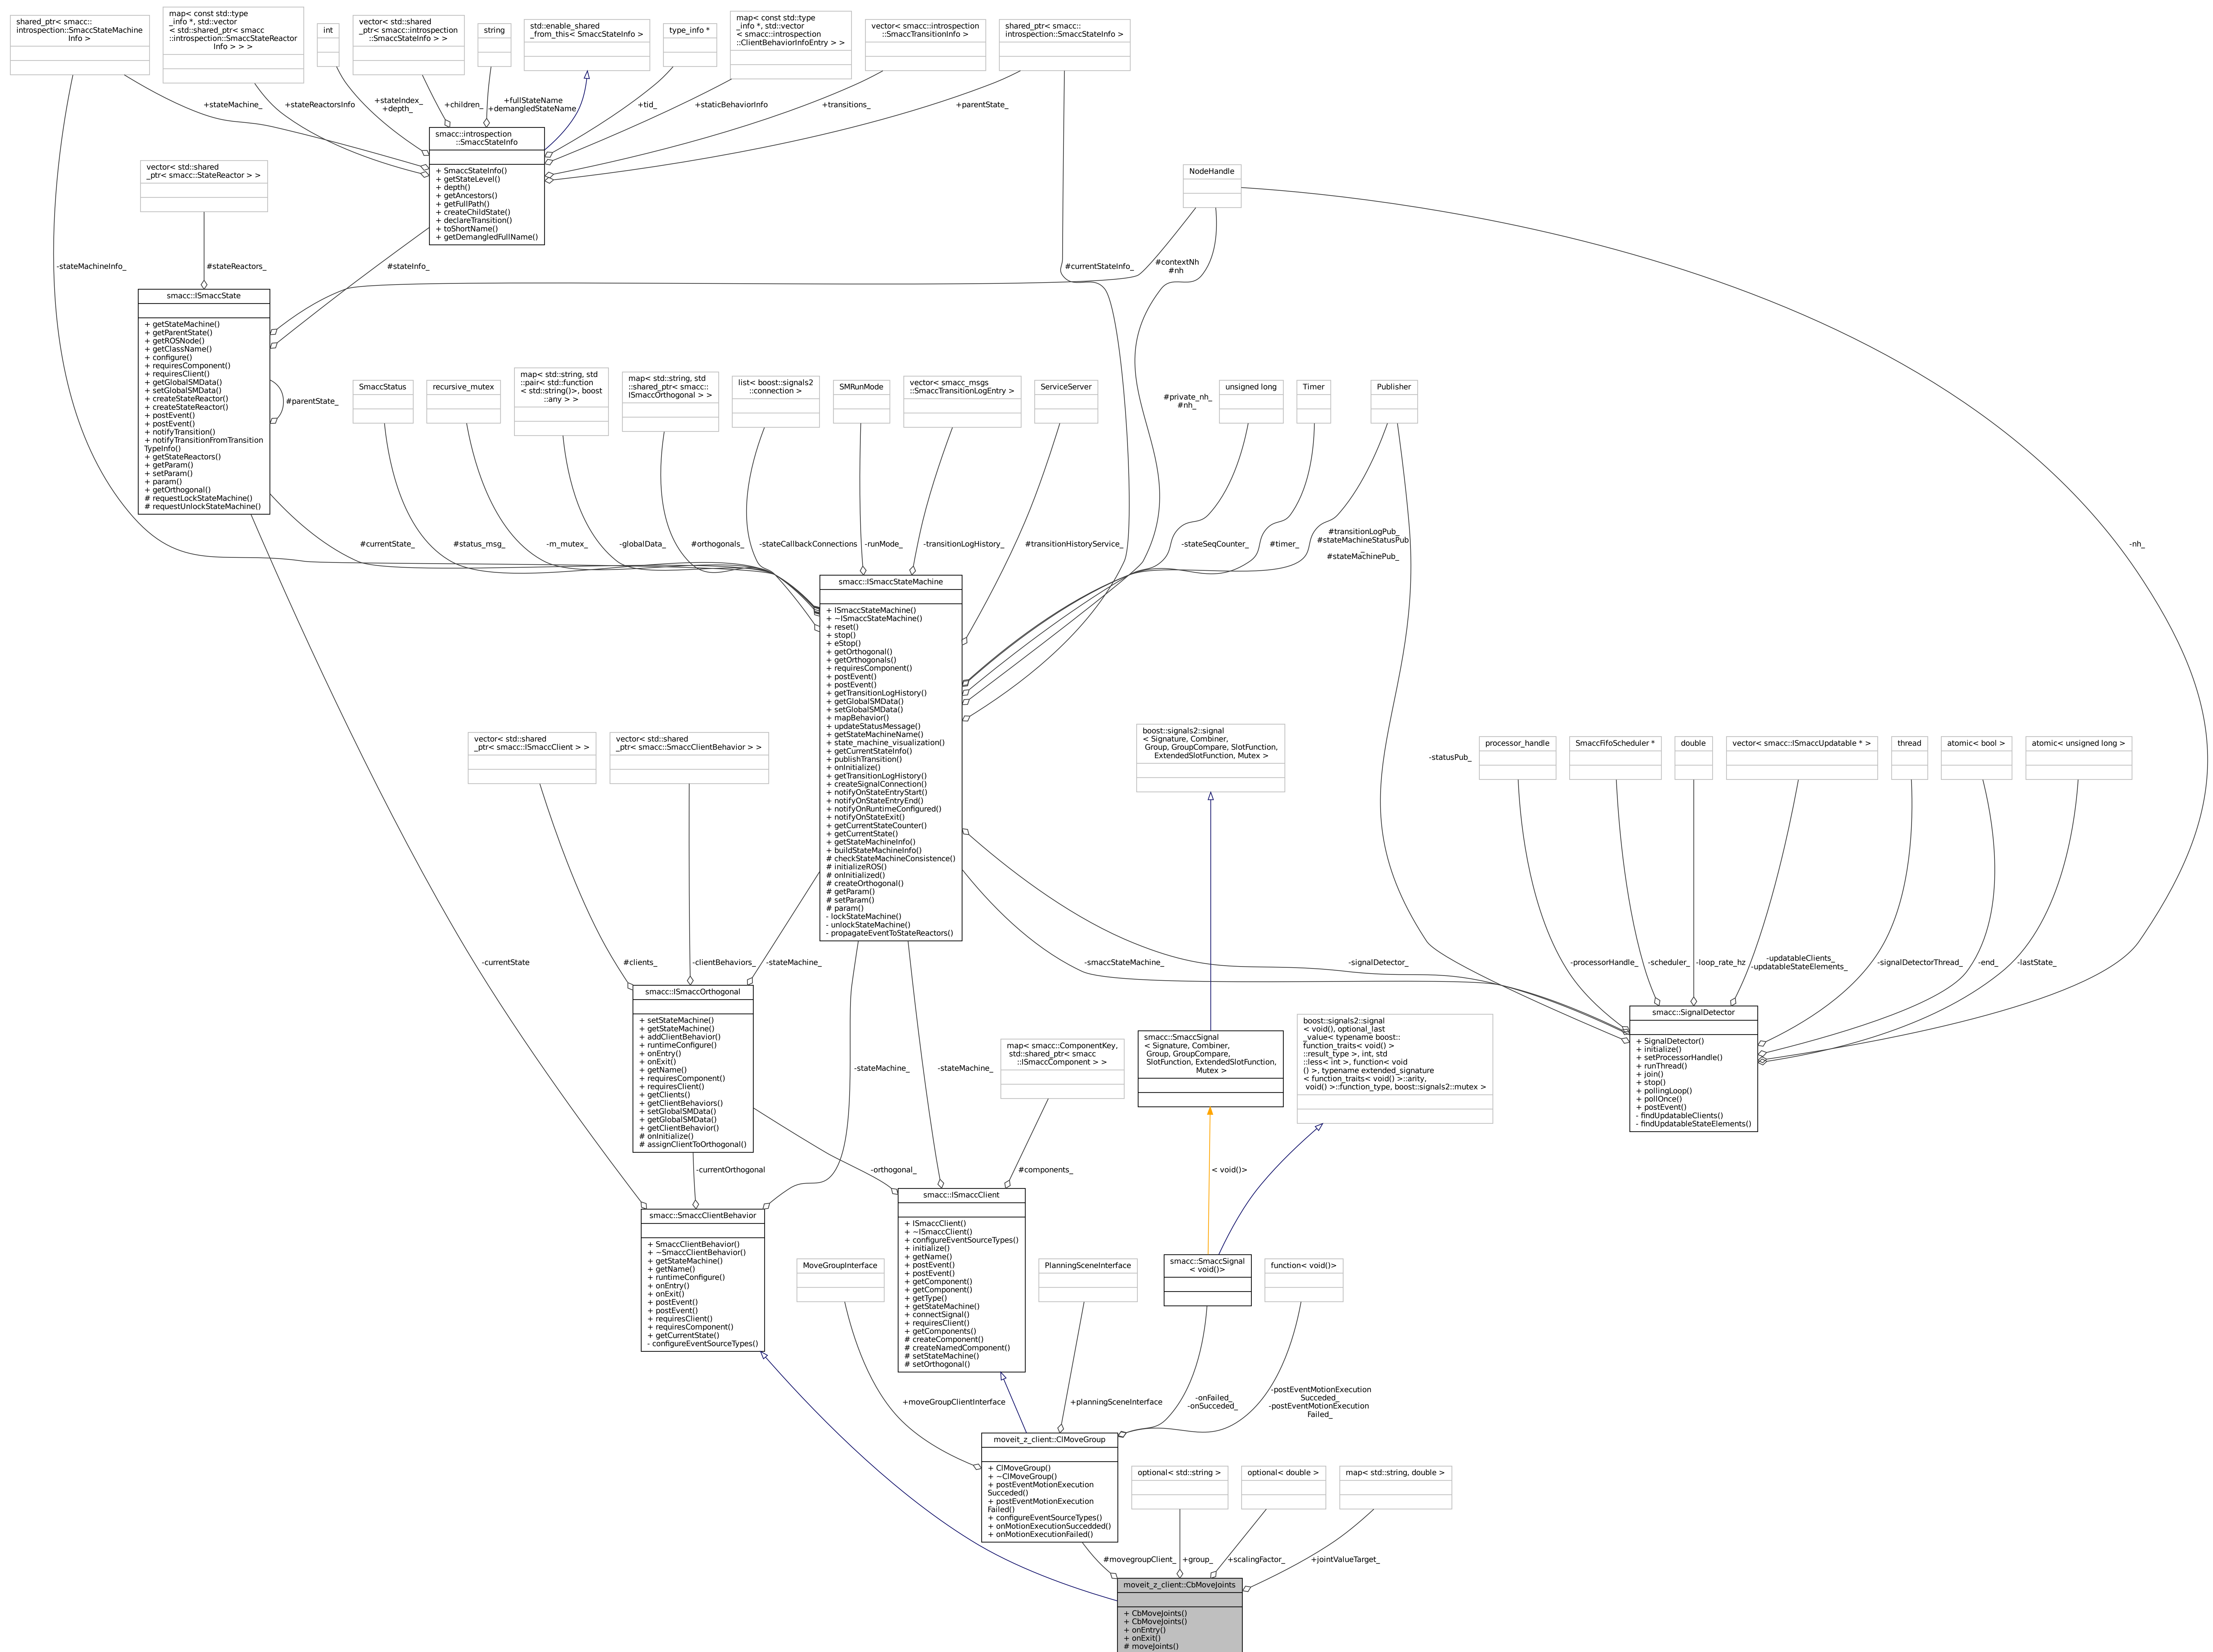 shared_ptr< smacc::
introspection::SmaccStateMachine
Info >
map< const std::type
_info *, std::vector
< std::shared_ptr< smacc
::introspection::SmaccStateReactor
Info > > >
int
vector< std::shared
_ptr< smacc::introspection
::SmaccStateInfo > >
string
std::enable_shared
_from_this< SmaccStateInfo >
type_info *
map< const std::type
_info *, std::vector
< smacc::introspection
::ClientBehaviorInfoEntry > >
vector< smacc::introspection
::SmaccTransitionInfo >
shared_ptr< smacc::
introspection::SmaccStateInfo >
+stateMachine_
+stateReactorsInfo
+stateIndex_
+depth_
+children_
+fullStateName
+demangledStateName
+tid_
+staticBehaviorInfo
+transitions_
+parentState_
smacc::introspection
::SmaccStateInfo
+ SmaccStateInfo()
+ getStateLevel()
+ depth()
+ getAncestors()
+ getFullPath()
+ createChildState()
+ declareTransition()
+ toShortName()
+ getDemangledFullName()
vector< std::shared
_ptr< smacc::StateReactor > >
NodeHandle
-stateMachineInfo_
#stateReactors_
#stateInfo_
#currentStateInfo_
#contextNh
#nh
smacc::ISmaccState
+ getStateMachine()
+ getParentState()
+ getROSNode()
+ getClassName()
+ configure()
+ requiresComponent()
+ requiresClient()
+ getGlobalSMData()
+ setGlobalSMData()
+ createStateReactor()
+ createStateReactor()
+ postEvent()
+ postEvent()
+ notifyTransition()
+ notifyTransitionFromTransition
TypeInfo()
+ getStateReactors()
+ getParam()
+ setParam()
+ param()
+ getOrthogonal()
# requestLockStateMachine()
# requestUnlockStateMachine()
#parentState_
SmaccStatus
recursive_mutex
map< std::string, std
::pair< std::function
< std::string()>, boost
::any > >
map< std::string, std
::shared_ptr< smacc::
ISmaccOrthogonal > >
list< boost::signals2
::connection >
SMRunMode
vector< smacc_msgs
::SmaccTransitionLogEntry >
ServiceServer
#private_nh_
#nh_
unsigned long
Timer
Publisher
#currentState_
#status_msg_
-m_mutex_
-globalData_
#orthogonals_
-stateCallbackConnections
-runMode_
-transitionLogHistory_
#transitionHistoryService_
-stateSeqCounter_
#timer_
#transitionLogPub_
#stateMachineStatusPub
_
#stateMachinePub_
-nh_
smacc::ISmaccStateMachine
+ ISmaccStateMachine()
+ ~ISmaccStateMachine()
+ reset()
+ stop()
+ eStop()
+ getOrthogonal()
+ getOrthogonals()
+ requiresComponent()
+ postEvent()
+ postEvent()
+ getTransitionLogHistory()
+ getGlobalSMData()
+ setGlobalSMData()
+ mapBehavior()
+ updateStatusMessage()
+ getStateMachineName()
+ state_machine_visualization()
+ getCurrentStateInfo()
+ publishTransition()
+ onInitialize()
+ getTransitionLogHistory()
+ createSignalConnection()
+ notifyOnStateEntryStart()
+ notifyOnStateEntryEnd()
+ notifyOnRuntimeConfigured()
+ notifyOnStateExit()
+ getCurrentStateCounter()
+ getCurrentState()
+ getStateMachineInfo()
+ buildStateMachineInfo()
# checkStateMachineConsistence()
# initializeROS()
# onInitialized()
# createOrthogonal()
# getParam()
# setParam()
# param()
- lockStateMachine()
- unlockStateMachine()
- propagateEventToStateReactors()
vector< std::shared
_ptr< smacc::ISmaccClient > >
vector< std::shared
_ptr< smacc::SmaccClientBehavior > >
boost::signals2::signal
< Signature, Combiner,
Group, GroupCompare, SlotFunction,
ExtendedSlotFunction, Mutex >
-statusPub_
processor_handle
SmaccFifoScheduler *
double
vector< smacc::ISmaccUpdatable * >
thread
atomic< bool >
atomic< unsigned long >
-currentState
#clients_
-clientBehaviors_
-stateMachine_
-smaccStateMachine_
-signalDetector_
-processorHandle_
-scheduler_
-loop_rate_hz
-updatableClients_
-updatableStateElements_
-signalDetectorThread_
-end_
-lastState_
smacc::ISmaccOrthogonal
+ setStateMachine()
+ getStateMachine()
+ addClientBehavior()
+ runtimeConfigure()
+ onEntry()
+ onExit()
+ getName()
+ requiresComponent()
+ requiresClient()
+ getClients()
+ getClientBehaviors()
+ setGlobalSMData()
+ getGlobalSMData()
+ getClientBehavior()
# onInitialize()
# assignClientToOrthogonal()
smacc::SignalDetector
+ SignalDetector()
+ initialize()
+ setProcessorHandle()
+ runThread()
+ join()
+ stop()
+ pollingLoop()
+ pollOnce()
+ postEvent()
- findUpdatableClients()
- findUpdatableStateElements()
-stateMachine_
-stateMachine_
map< smacc::ComponentKey,
std::shared_ptr< smacc
::ISmaccComponent > >
smacc::SmaccSignal
< Signature, Combiner,
Group, GroupCompare,
SlotFunction, ExtendedSlotFunction,
Mutex >
boost::signals2::signal
< void(), optional_last
_value< typename boost::
function_traits< void() >
::result_type >, int, std
::less< int >, function< void
() >, typename extended_signature
< function_traits< void() >::arity,
void() >::function_type, boost::signals2::mutex >
-currentOrthogonal
-orthogonal_
#components_
< void()>
smacc::SmaccClientBehavior
+ SmaccClientBehavior()
+ ~SmaccClientBehavior()
+ getStateMachine()
+ getName()
+ runtimeConfigure()
+ onEntry()
+ onExit()
+ postEvent()
+ postEvent()
+ requiresClient()
+ requiresComponent()
+ getCurrentState()
- configureEventSourceTypes()
MoveGroupInterface
smacc::ISmaccClient
+ ISmaccClient()
+ ~ISmaccClient()
+ configureEventSourceTypes()
+ initialize()
+ getName()
+ postEvent()
+ postEvent()
+ getComponent()
+ getComponent()
+ getType()
+ getStateMachine()
+ connectSignal()
+ requiresClient()
+ getComponents()
# createComponent()
# createNamedComponent()
# setStateMachine()
# setOrthogonal()
PlanningSceneInterface
smacc::SmaccSignal
< void()>
function< void()>
+moveGroupClientInterface
+planningSceneInterface
-onFailed_
-onSucceded_
-postEventMotionExecution
Succeded_
-postEventMotionExecution
Failed_
moveit_z_client::ClMoveGroup
+ ClMoveGroup()
+ ~ClMoveGroup()
+ postEventMotionExecution
Succeded()
+ postEventMotionExecution
Failed()
+ configureEventSourceTypes()
+ onMotionExecutionSuccedded()
+ onMotionExecutionFailed()
optional< std::string >
optional< double >
map< std::string, double >
#movegroupClient_
+group_
+scalingFactor_
+jointValueTarget_
moveit_z_client::CbMoveJoints
+ CbMoveJoints()
+ CbMoveJoints()
+ onEntry()
+ onExit()
# moveJoints()